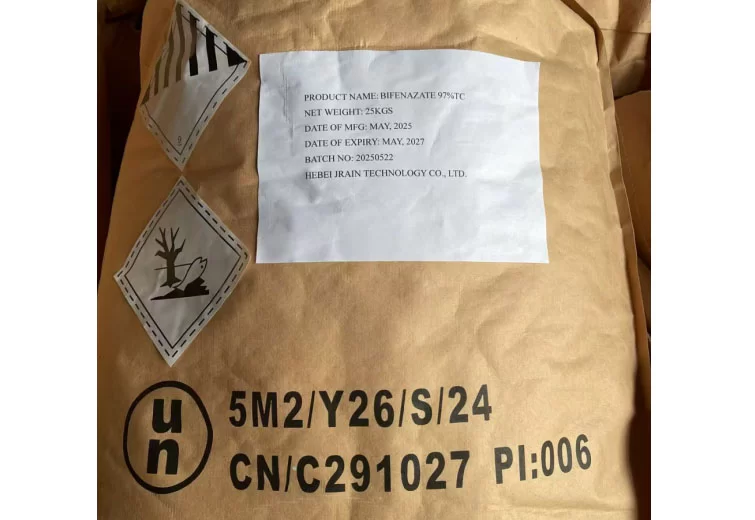 PRODUCT NAME: BIFENAZATE 97%TC
NET WEIGHT: 25KGS
DATE OF MFG: MAY, 2025
DATE OF EXPIRY: MAY, 2027
BATCH NO: 20250522
HEBEI JRAIN TECHNOLOGY CO., LTD.
9
un
5M2/Y26/S/24
CN/C291027 PI:006